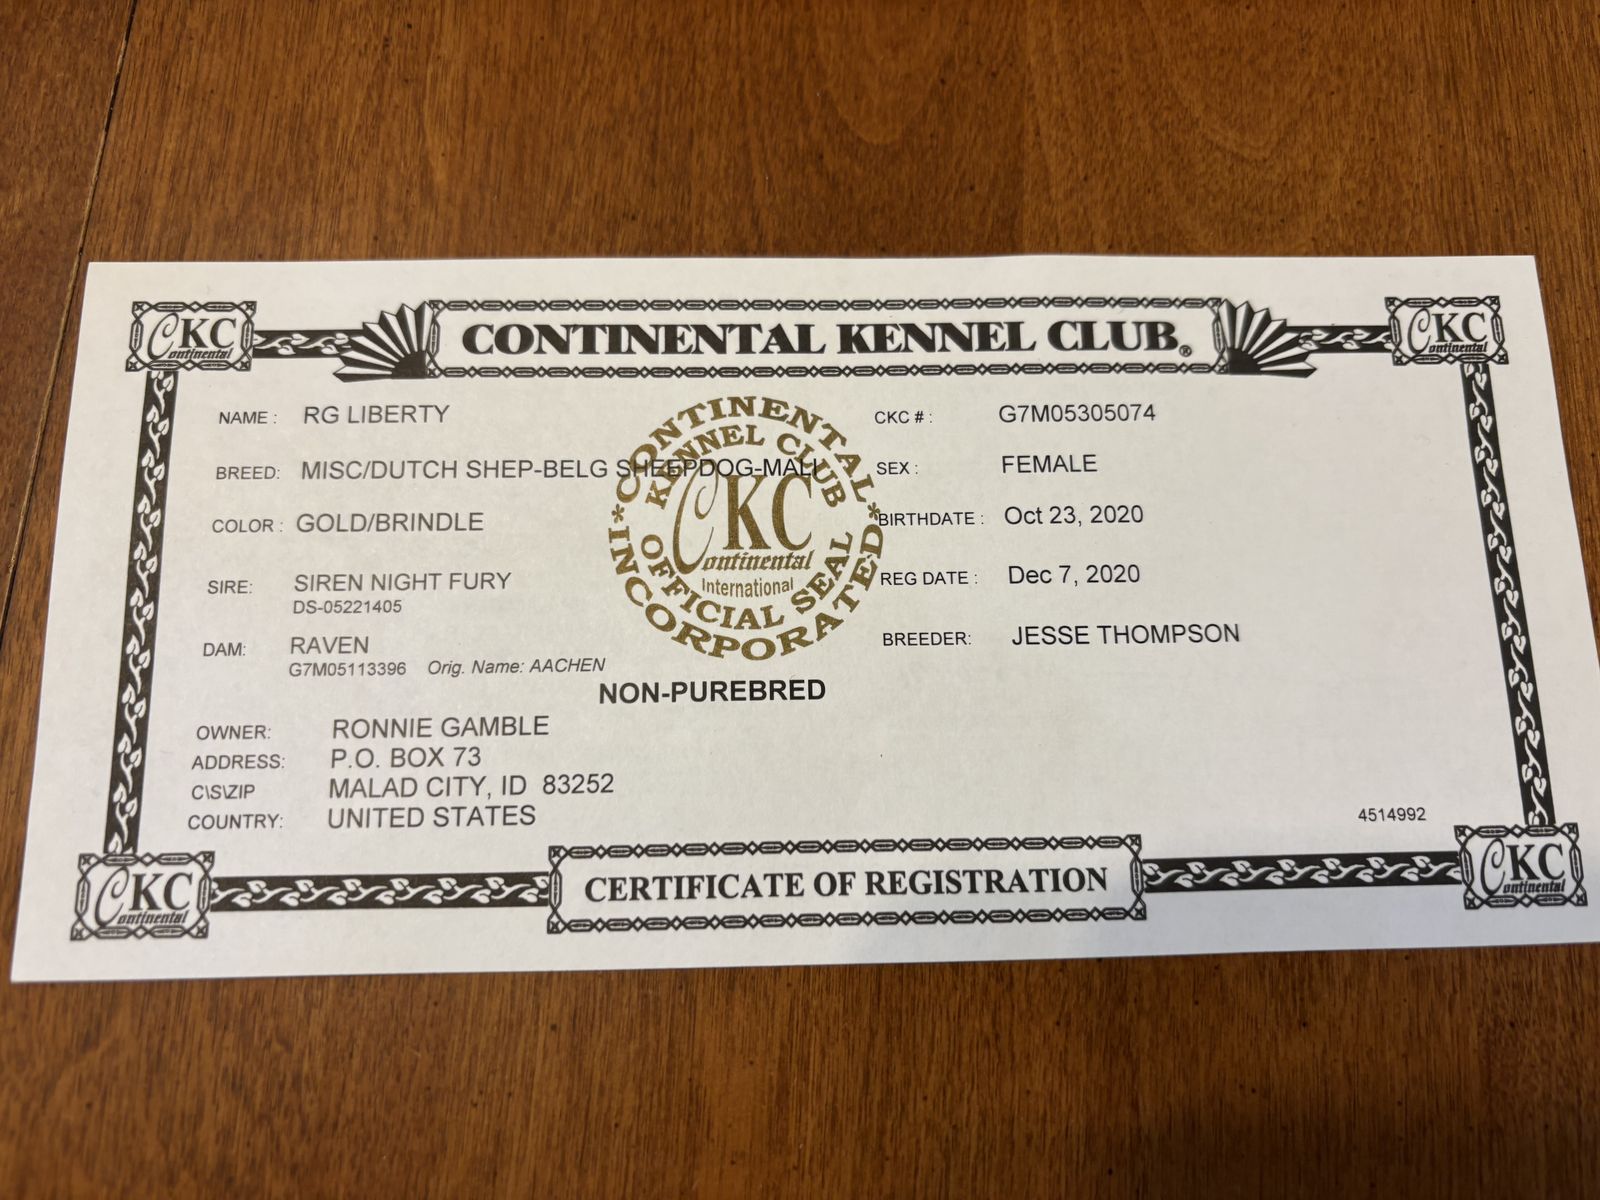 CKC Continental
CONTINENTAL KENNEL CLUB®
CKC Continental
NAME : RG LIBERTY
CKC # : G7M05305074
BREED: MISC/DUTCH SHEP-BELG SHEEPDOG-MALI
SEX : FEMALE
COLOR : GOLD/BRINDLE
BIRTHDATE : Oct 23, 2020
SIRE: SIREN NIGHT FURY
DS-05221405
REG DATE : Dec 7, 2020
DAM: RAVEN
G7M05113396 Orig. Name: AACHEN
BREEDER: JESSE THOMPSON
*CONTINENTAL*
INCORPORATED
KENNEL CLUB
OFFICIAL SEAL
CKC
Continental
International
NON-PUREBRED
OWNER: RONNIE GAMBLE
ADDRESS: P.O. BOX 73
C\S\ZIP MALAD CITY, ID 83252
COUNTRY: UNITED STATES
4514992
CKC Continental
CERTIFICATE OF REGISTRATION
CKC Continental